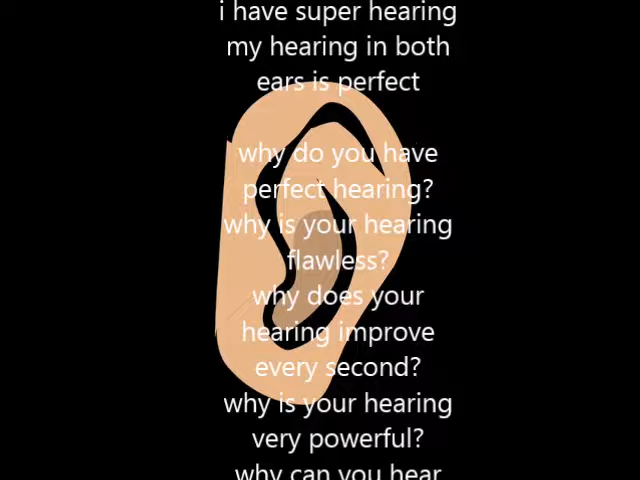 i have super hearing
my hearing in both
ears is perfect
why do you have
perfect hearing?
why is your hearing
flawless?
why does your
hearing improve
every second?
why is your hearing
very powerful?
why can you hear